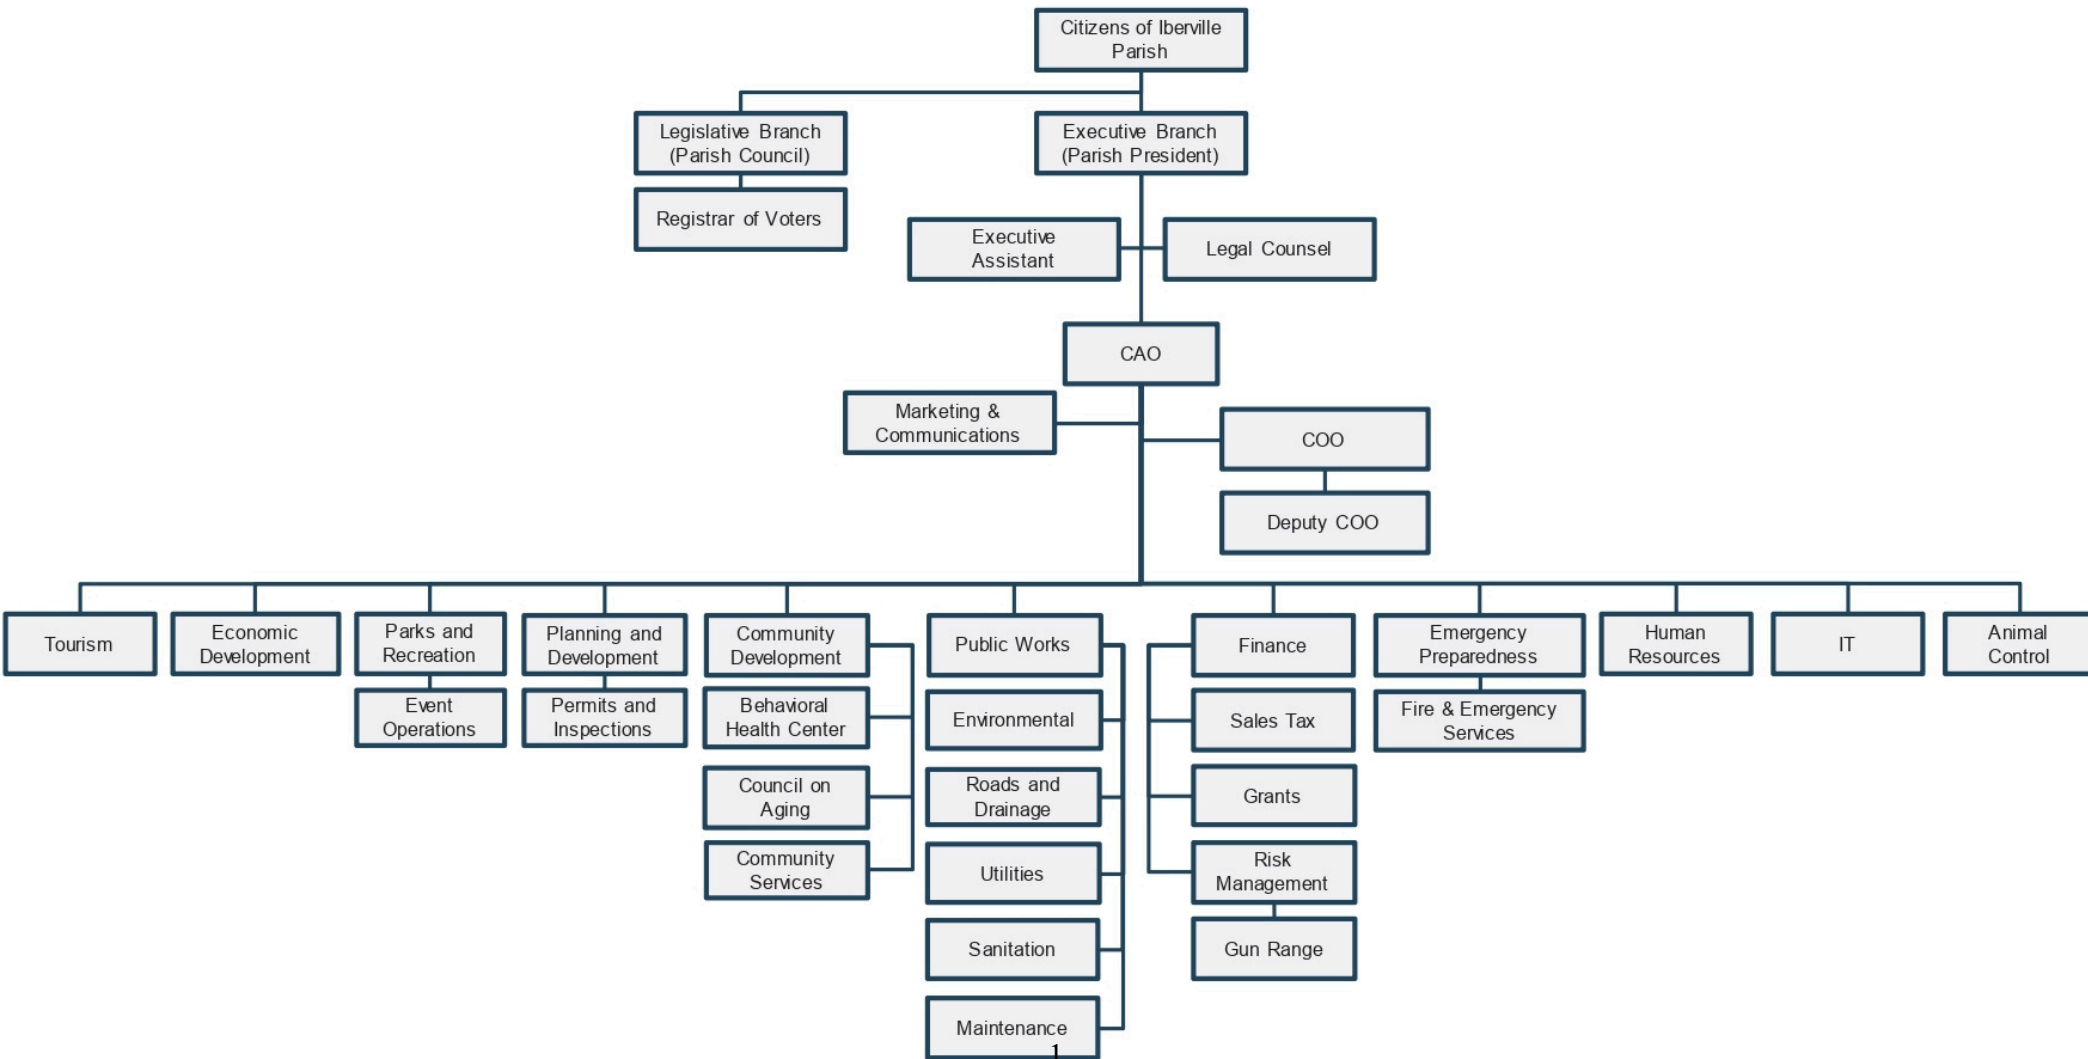 Citizens of Iberville
Parish
Legislative Branch
(Parish Council)
Executive Branch
(Parish President)
Registrar of Voters
Executive
Assistant
Legal Counsel
CAO
Marketing &
Communications
COO
Deputy COO
Tourism
Economic
Development
Parks and
Recreation
Planning and
Development
Community
Development
Public Works
Finance
Emergency
Preparedness
Human
Resources
IT
Animal
Control
Event
Operations
Permits and
Inspections
Behavioral
Health Center
Environmental
Sales Tax
Fire & Emergency
Services
Council on
Aging
Roads and
Drainage
Grants
Community
Services
Utilities
Risk
Management
Sanitation
Gun Range
Maintenance
1